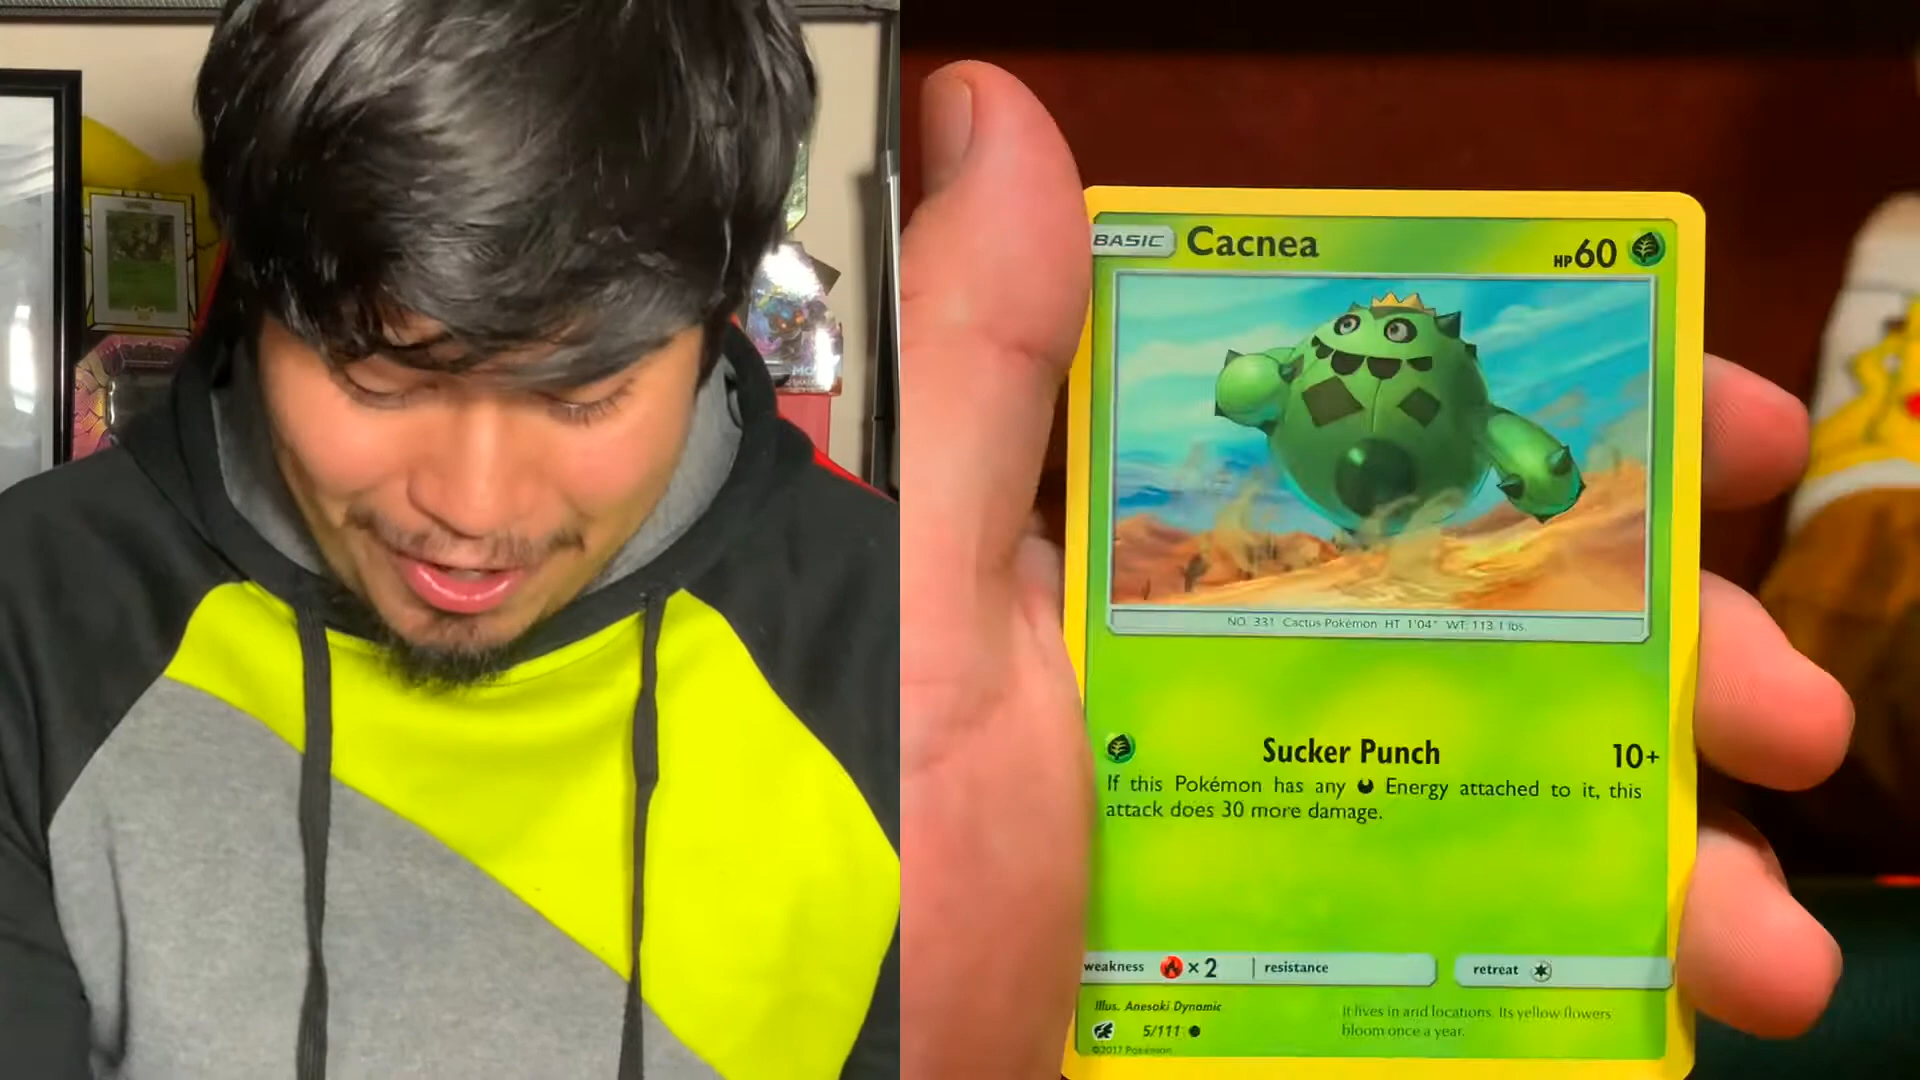 BASIC Cacnea HP60
NO. 331 Cactus Pokémon HT 1'04" WT: 113.1 lbs.
Sucker Punch 10+
If this Pokémon has any Energy attached to it, this
attack does 30 more damage.
weakness ×2 resistance retreat
Illus. Anesaki Dynamic
It lives in arid locations. Its yellow flowers
bloom once a year.
5/111
©2017 Pokémon